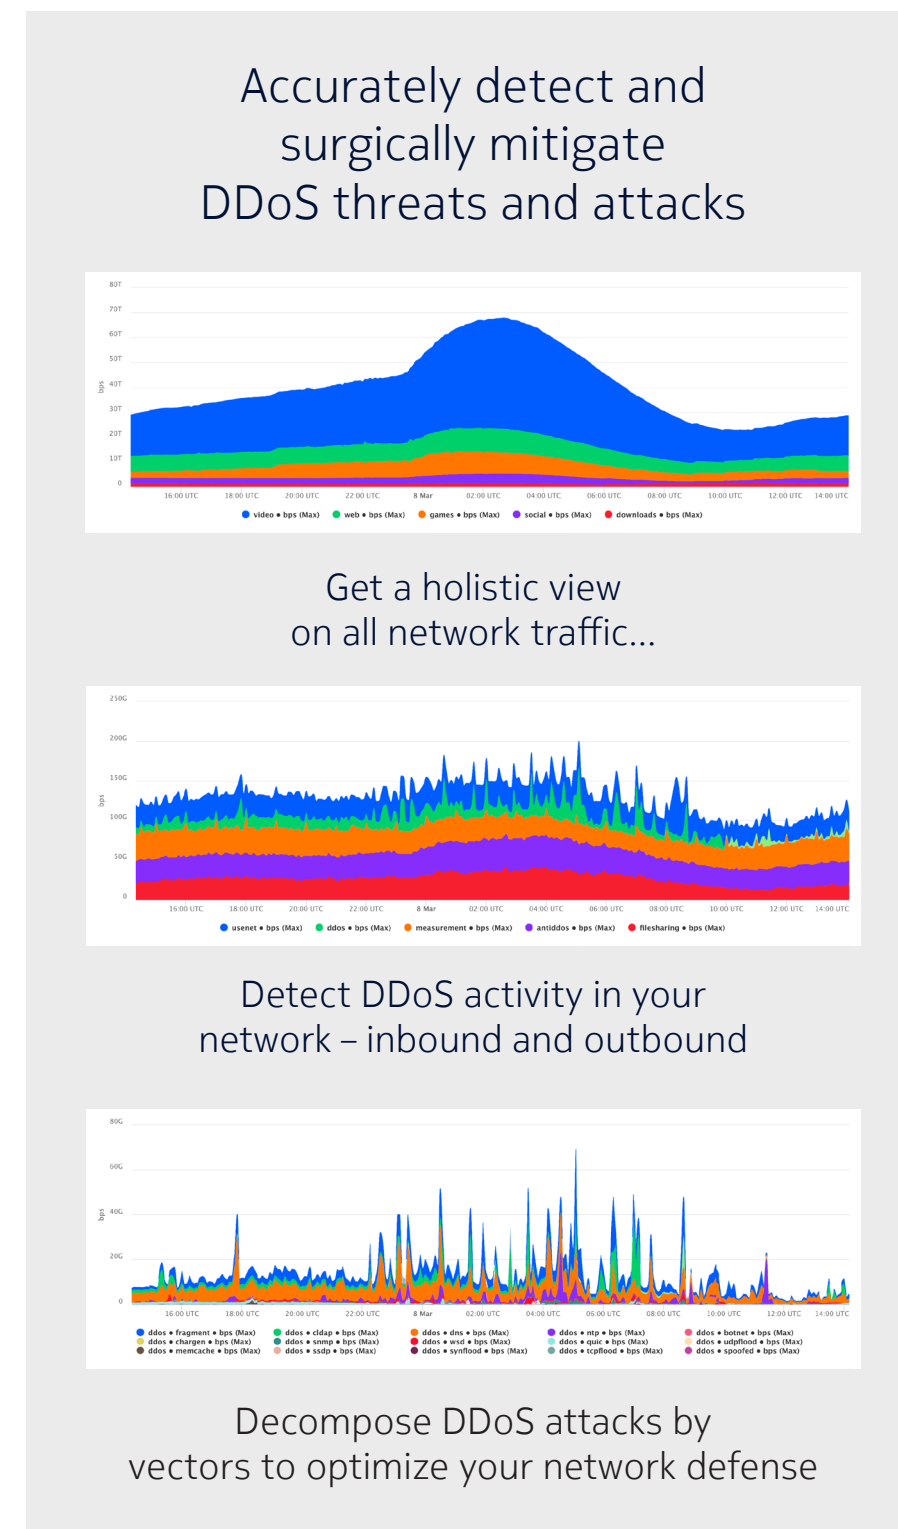 Accurately detect and
surgically mitigate
DDoS threats and attacks
80T
70T
60T
50T
40T
30T
20T
10T
0
bps
16:00 UTC 18:00 UTC 20:00 UTC 22:00 UTC 8 Mar 02:00 UTC 04:00 UTC 06:00 UTC 08:00 UTC 10:00 UTC 12:00 UTC 14:00 UTC
video • bps (Max) web • bps (Max) games • bps (Max) social • bps (Max) downloads • bps (Max)
Get a holistic view
on all network traffic...
250G
200G
150G
100G
50G
0
bps
16:00 UTC 18:00 UTC 20:00 UTC 22:00 UTC 8 Mar 02:00 UTC 04:00 UTC 06:00 UTC 08:00 UTC 10:00 UTC 12:00 UTC 14:00 UTC
usenet • bps (Max) ddos • bps (Max) measurement • bps (Max) antiddos • bps (Max) filesharing • bps (Max)
Detect DDoS activity in your
network – inbound and outbound
80G
60G
40G
20G
0
bps
16:00 UTC 18:00 UTC 20:00 UTC 22:00 UTC 8 Mar 02:00 UTC 04:00 UTC 06:00 UTC 08:00 UTC 10:00 UTC 12:00 UTC 14:00 UTC
ddos • fragment • bps (Max) ddos • cldap • bps (Max) ddos • dns • bps (Max) ddos • ntp • bps (Max) ddos • botnet • bps (Max)
ddos • chargen • bps (Max) ddos • snmp • bps (Max) ddos • wsd • bps (Max) ddos • quic • bps (Max) ddos • udpflood • bps (Max)
ddos • memcache • bps (Max) ddos • ssdp • bps (Max) ddos • synflood • bps (Max) ddos • tcpflood • bps (Max) ddos • spoofed • bps (Max)
Decompose DDoS attacks by
vectors to optimize your network defense